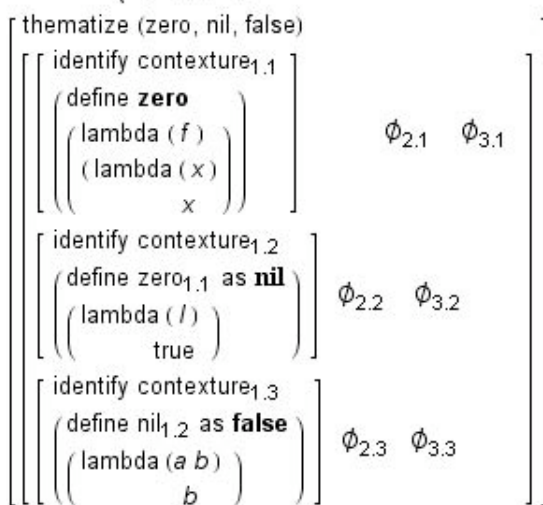 thematize (zero, nil, false)
identify contexture1.1
define zero
lambda ( f )
( lambda ( x )
x
ϕ2.1 ϕ3.1
identify contexture1.2
define zero1.1 as nil
lambda ( l )
true
ϕ2.2 ϕ3.2
identify contexture1.3
define nil1.2 as false
lambda ( a b )
b
ϕ2.3 ϕ3.3